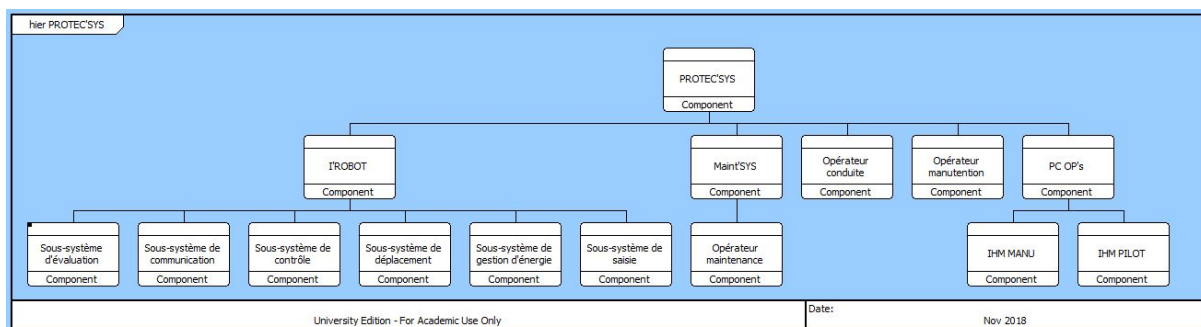 hier PROTEC'SYS
PROTEC'SYS
Component
I'ROBOT
Component
Maint'SYS
Component
Opérateur
conduite
Component
Opérateur
manutention
Component
PC OP's
Component
Sous-système
d'évaluation
Component
Sous-système de
communication
Component
Sous-système de
contrôle
Component
Sous-système de
déplacement
Component
Sous-système de
gestion d'énergie
Component
Sous-système de
saisie
Component
Opérateur
maintenance
Component
IHM MANU
Component
IHM PILOT
Component
University Edition - For Academic Use Only
Date:
Nov 2018